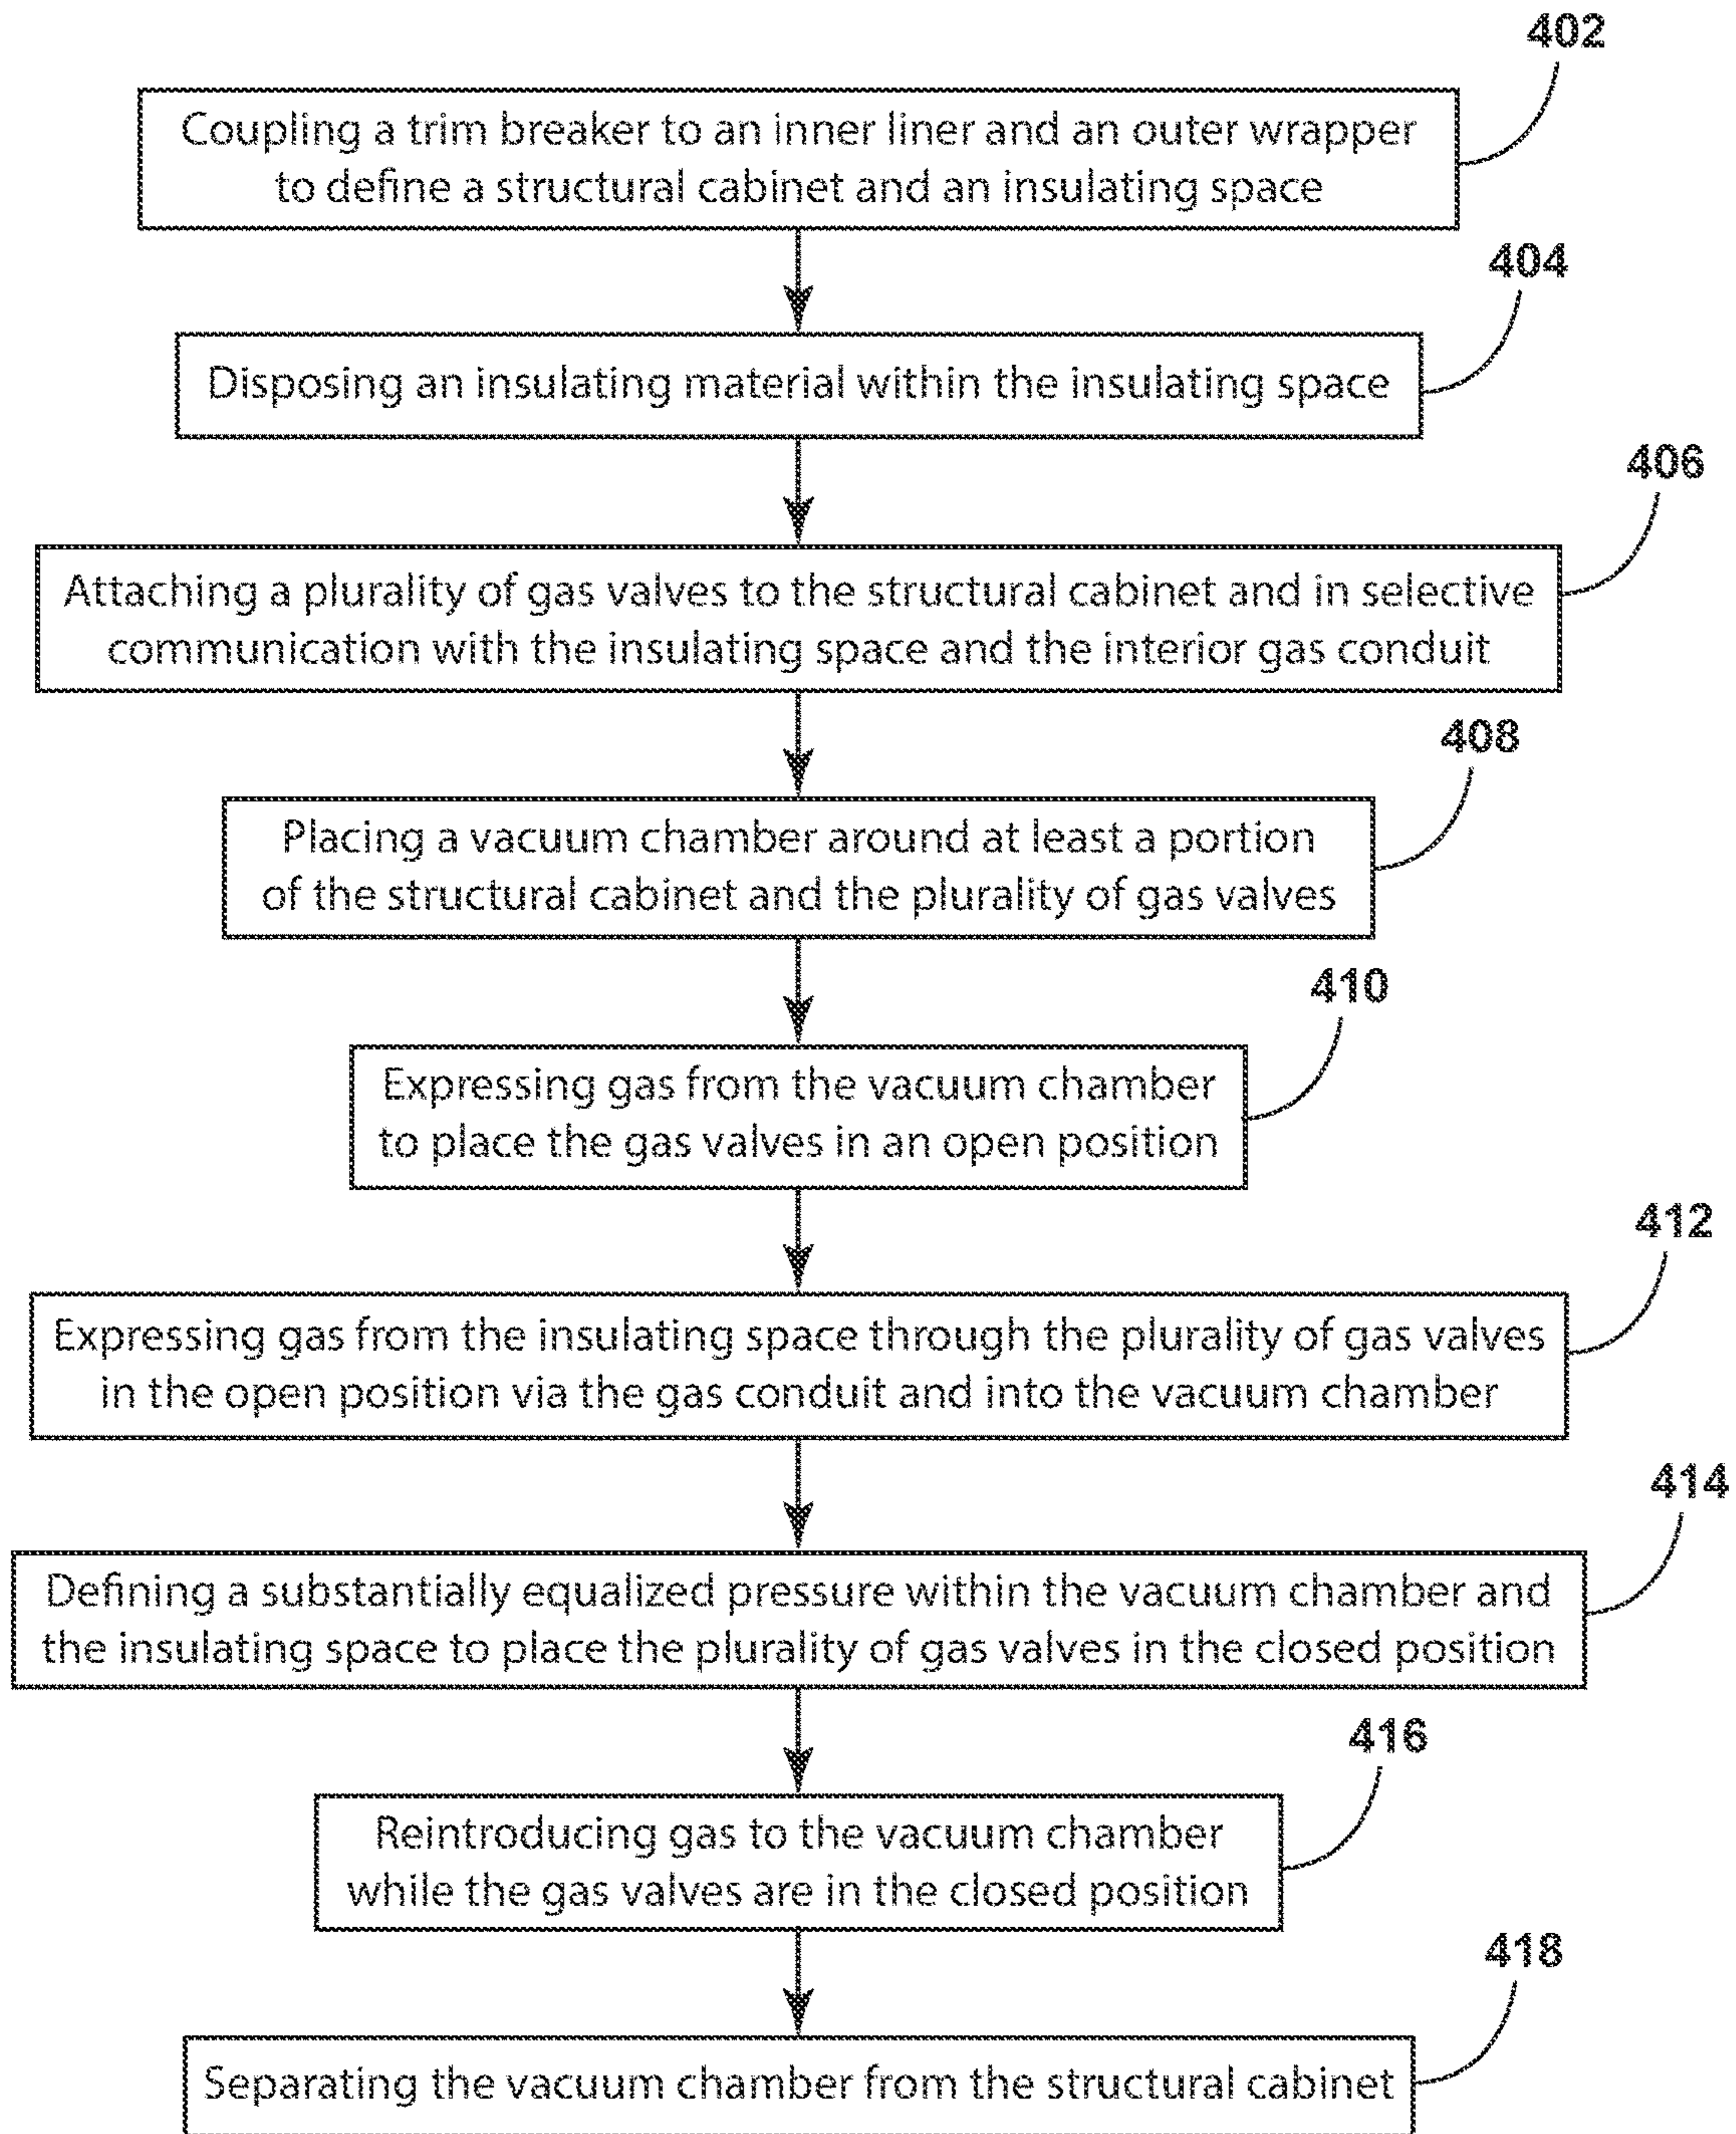 402
Coupling a trim breaker to an inner liner and an outer wrapper
to define a structural cabinet and an insulating space
404
Disposing an insulating material within the insulating space
406
Attaching a plurality of gas valves to the structural cabinet and in selective
communication with the insulating space and the interior gas conduit
408
Placing a vacuum chamber around at least a portion
of the structural cabinet and the plurality of gas valves
410
Expressing gas from the vacuum chamber
to place the gas valves in an open position
412
Expressing gas from the insulating space through the plurality of gas valves
in the open position via the gas conduit and into the vacuum chamber
414
Defining a substantially equalized pressure within the vacuum chamber and
the insulating space to place the plurality of gas valves in the closed position
416
Reintroducing gas to the vacuum chamber
while the gas valves are in the closed position
418
Separating the vacuum chamber from the structural cabinet